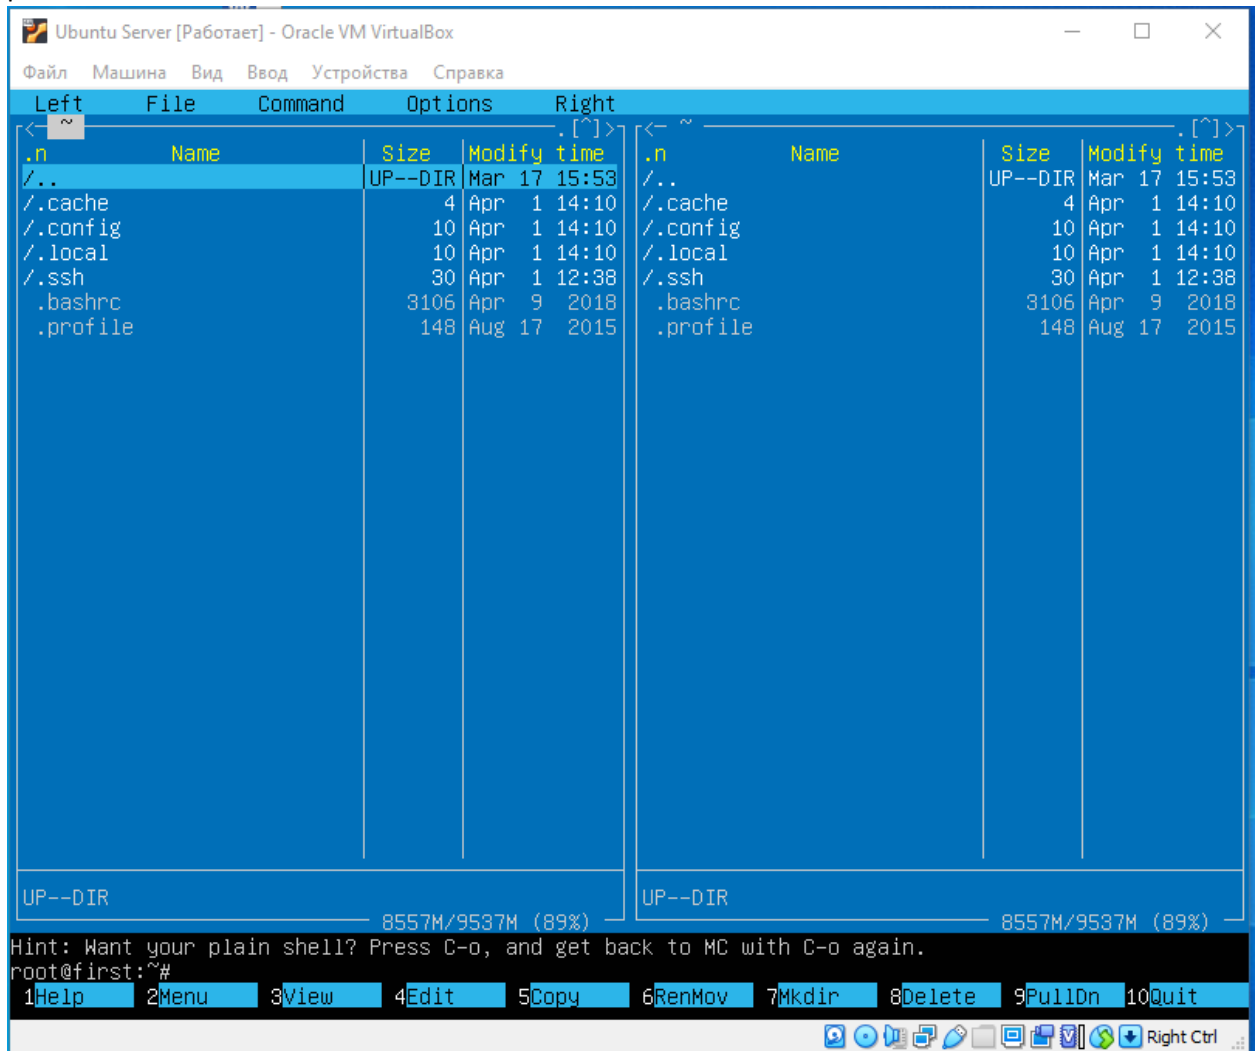 Ubuntu Server [Работает] - Oracle VM VirtualBox
Файл Машина Вид Ввод Устройства Справка
Left File Command Options Right
<─ ~ .[^]>
.n Name Size Modify time
/.. UP--DIR Mar 17 15:53
/.cache 4 Apr 1 14:10
/.config 10 Apr 1 14:10
/.local 10 Apr 1 14:10
/.ssh 30 Apr 1 12:38
.bashrc 3106 Apr 9 2018
.profile 148 Aug 17 2015
UP--DIR
8557M/9537M (89%)
<─ ~ .[^]>
.n Name Size Modify time
/.. UP--DIR Mar 17 15:53
/.cache 4 Apr 1 14:10
/.config 10 Apr 1 14:10
/.local 10 Apr 1 14:10
/.ssh 30 Apr 1 12:38
.bashrc 3106 Apr 9 2018
.profile 148 Aug 17 2015
UP--DIR
8557M/9537M (89%)
Hint: Want your plain shell? Press C-o, and get back to MC with C-o again.
root@first:~#
1Help 2Menu 3View 4Edit 5Copy 6RenMov 7Mkdir 8Delete 9PullDn 10Quit
Right Ctrl